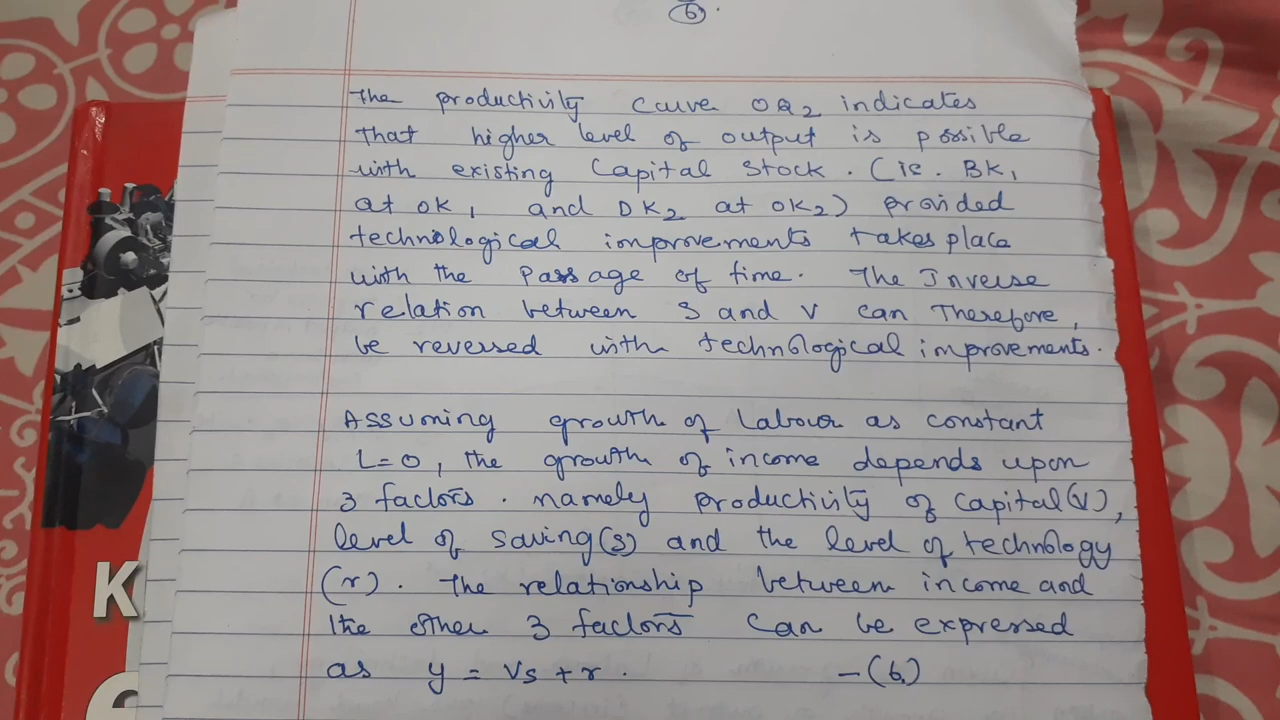 6.
The productivity curve OQ2 indicates
that higher level of output is possible
with existing Capital Stock. (ie. BK1
at OK1 and DK2 at OK2) provided
technological improvements takes place
with the Passage of time. The Inverse
relation between S and V can Therefore,
be reversed with technological improvements.
Assuming growth of Labour as constant
L=0, the growth of income depends upon
3 factors. namely productivity of capital(V),
level of saving(S) and the level of technology
(r). The relationship between income and
the other 3 factors can be expressed
as y = Vs + r. -(6.)
K